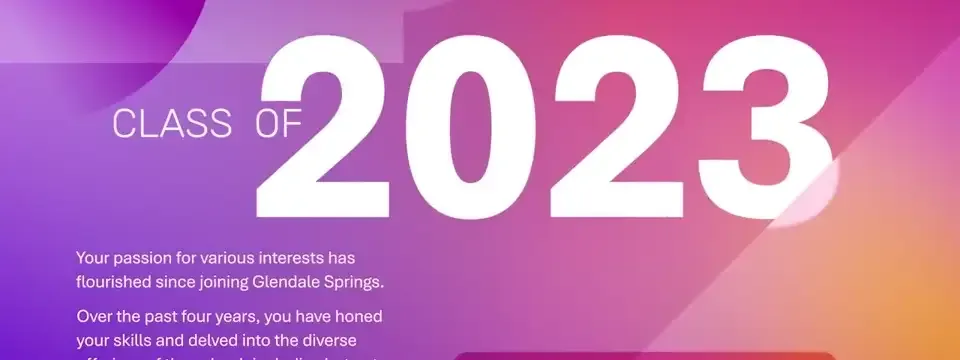 CLASS OF 2023
Your passion for various interests has
flourished since joining Glendale Springs.
Over the past four years, you have honed
your skills and delved into the diverse